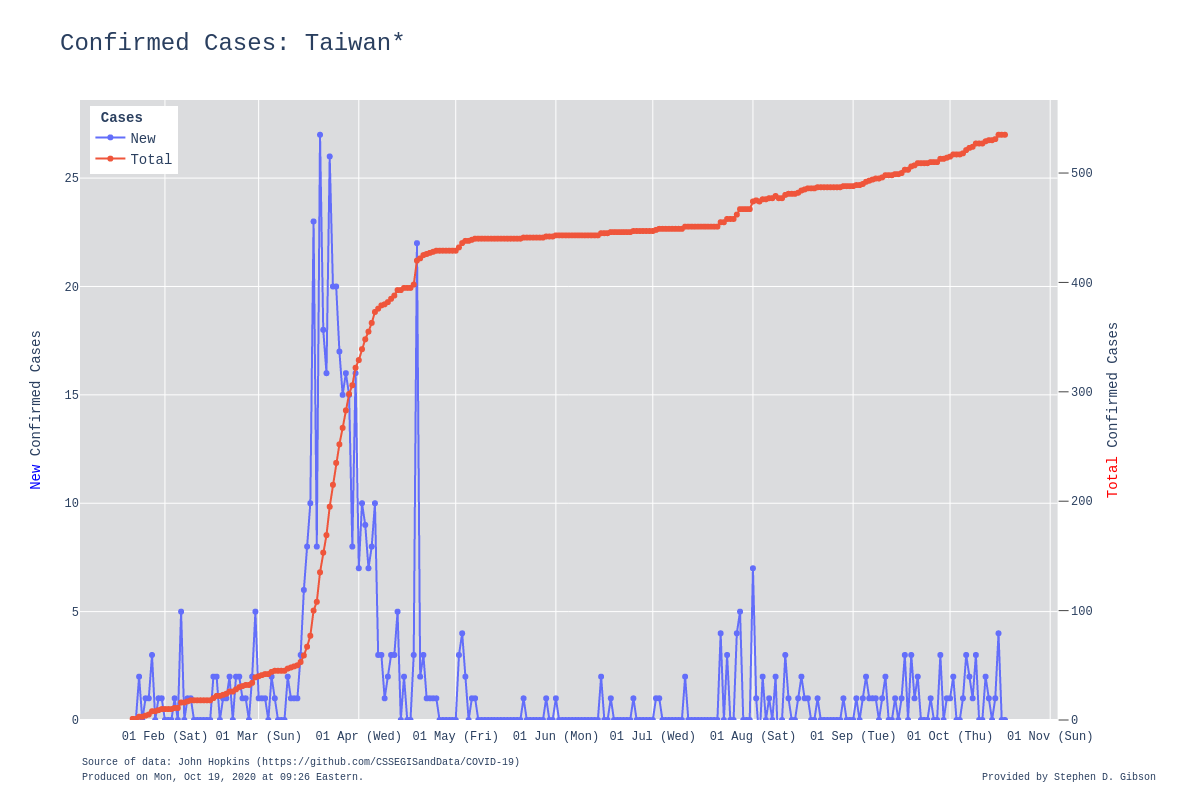 Confirmed Cases: Taiwan*
Cases
New
Total
25
20
15
10
5
0
500
400
300
200
100
0
New Confirmed Cases
Total Confirmed Cases
01 Feb (Sat) 01 Mar (Sun) 01 Apr (Wed) 01 May (Fri) 01 Jun (Mon) 01 Jul (Wed) 01 Aug (Sat) 01 Sep (Tue) 01 Oct (Thu) 01 Nov (Sun)
Source of data: John Hopkins (https://github.com/CSSEGISandData/COVID-19)
Produced on Mon, Oct 19, 2020 at 09:26 Eastern.
Provided by Stephen D. Gibson